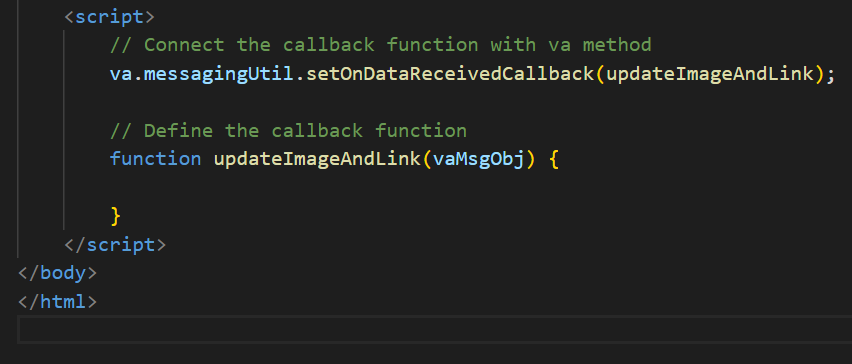 <script>
// Connect the callback function with va method
va.messagingUtil.setOnDataReceivedCallback(updateImageAndLink);
// Define the callback function
function updateImageAndLink(vaMsgObj) {
}
</script>
</body>
</html>